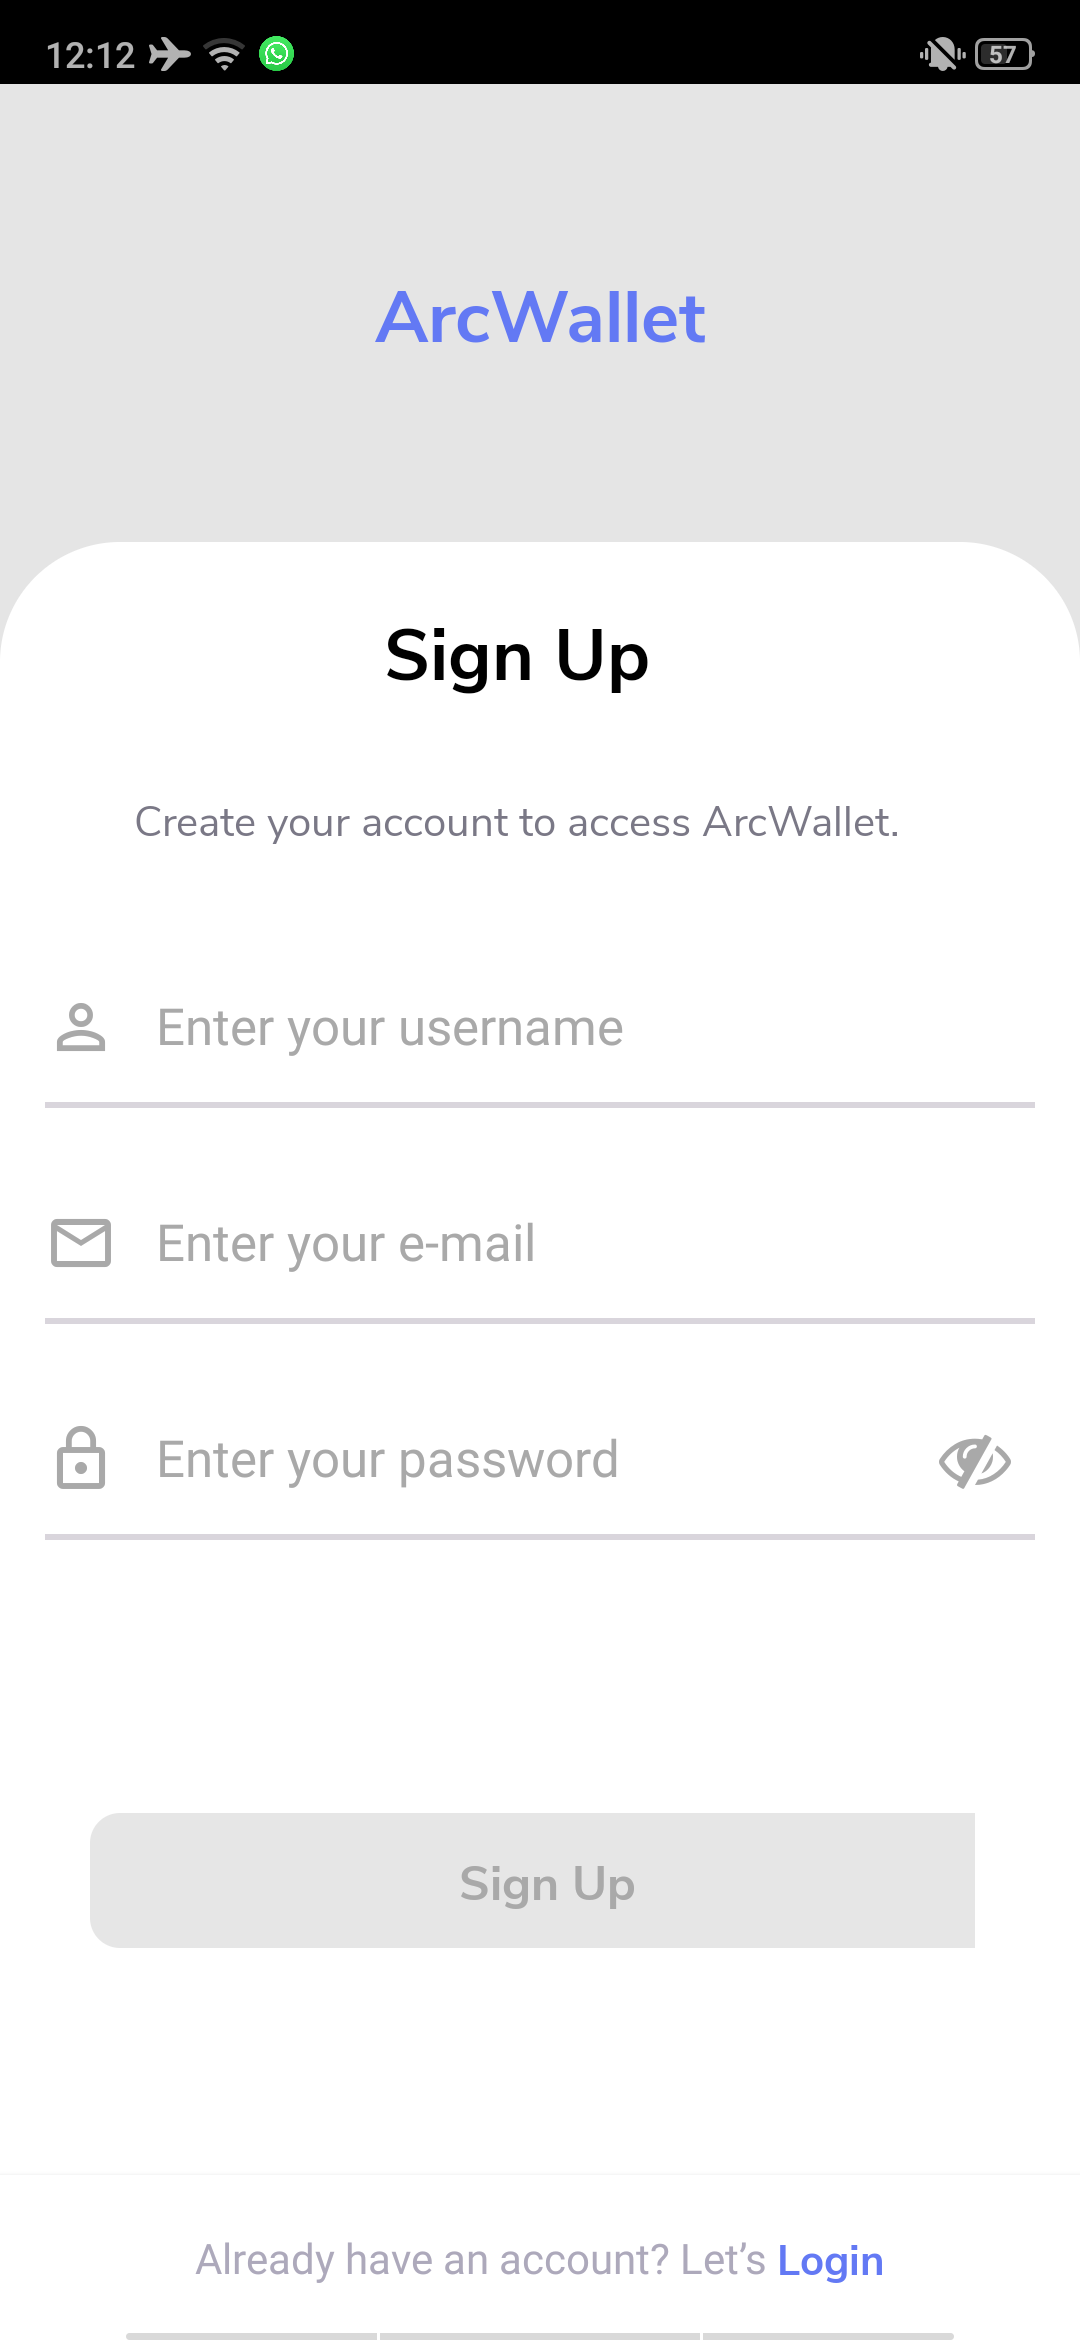 12:12
57
ArcWallet
Sign Up
Create your account to access ArcWallet.
Enter your username
Enter your e-mail
Enter your password
Sign Up
Already have an account? Let’s Login